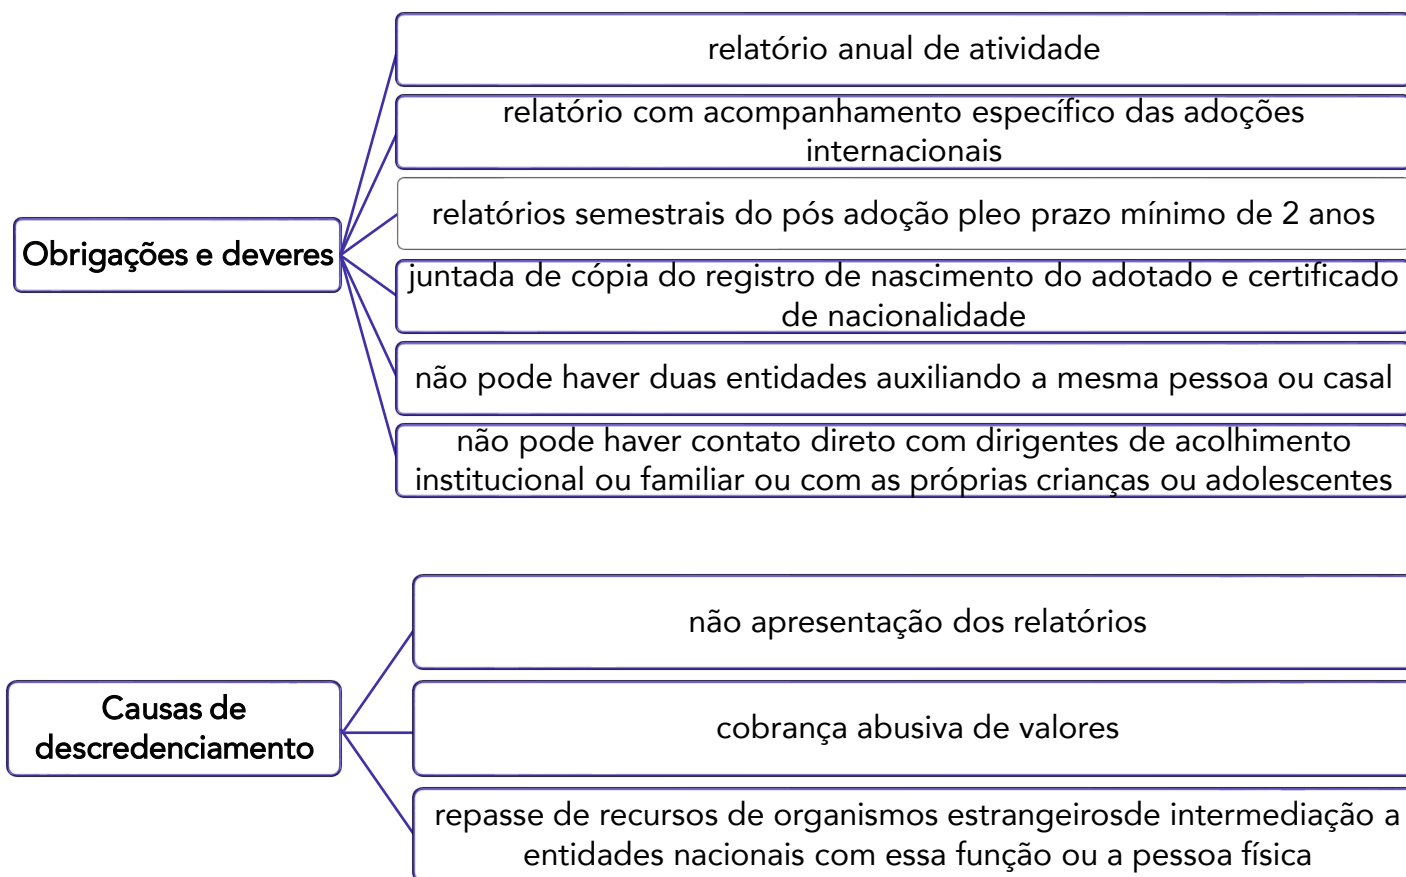 relatório anual de atividade
relatório com acompanhamento específico das adoções
internacionais
relatórios semestrais do pós adoção pleo prazo mínimo de 2 anos
Obrigações e deveres
juntada de cópia do registro de nascimento do adotado e certificado
de nacionalidade
não pode haver duas entidades auxiliando a mesma pessoa ou casal
não pode haver contato direto com dirigentes de acolhimento
institucional ou familiar ou com as próprias crianças ou adolescentes
não apresentação dos relatórios
Causas de
descredenciamento
cobrança abusiva de valores
repasse de recursos de organismos estrangeirosde intermediação a
entidades nacionais com essa função ou a pessoa física